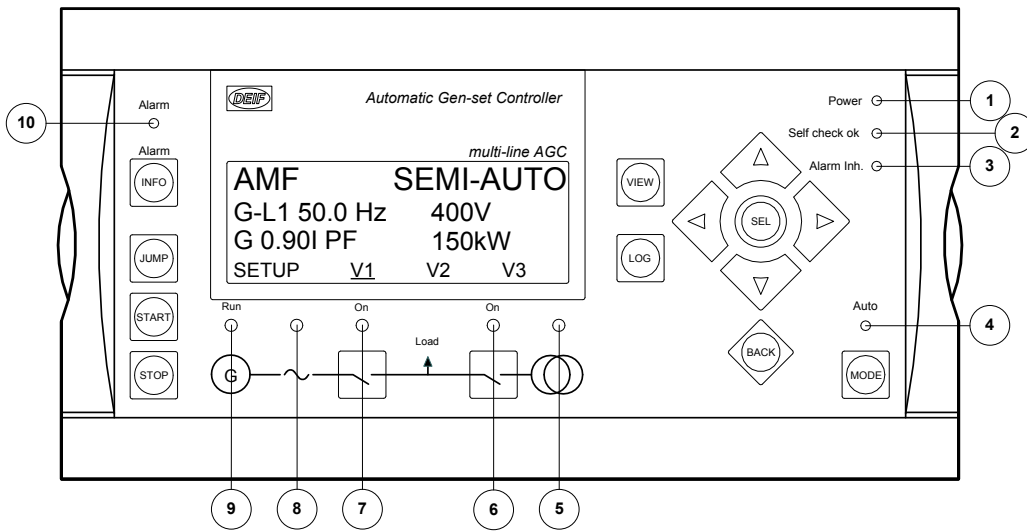 DEIF
Automatic Gen-set Controller
multi-line AGC
AMF SEMI-AUTO
G-L1 50.0 Hz 400V
G 0.90I PF 150kW
SETUP V1 V2 V3
Alarm
10
Alarm
INFO
JUMP
START
STOP
VIEW
LOG
Power
1
Self check ok
2
Alarm Inh.
3
SEL
BACK
Auto
4
MODE
Run
On
Load
On
G
9
8
7
6
5